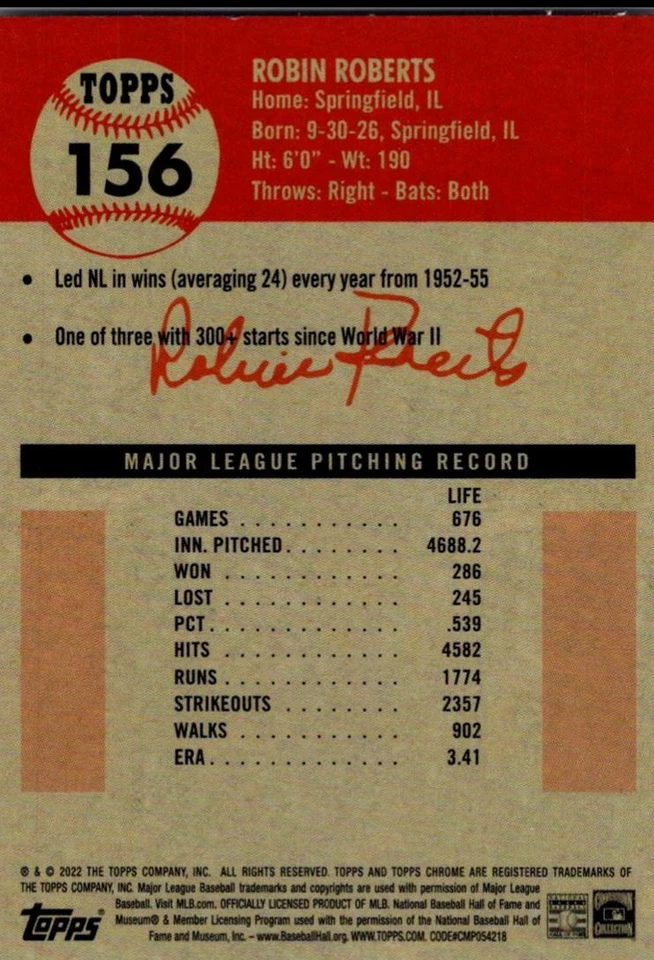 TOPPS
156
ROBIN ROBERTS
Home: Springfield, IL
Born: 9-30-26, Springfield, IL
Ht: 6'0" - Wt: 190
Throws: Right - Bats: Both
• Led NL in wins (averaging 24) every year from 1952-55
• One of three with 300+ starts since World War II
Robin Roberts
MAJOR LEAGUE PITCHING RECORD
LIFE
GAMES . . . . . . . . . . . 676
INN. PITCHED. . . . . . . . 4688.2
WON . . . . . . . . . . . . 286
LOST . . . . . . . . . . . . 245
PCT. . . . . . . . . . . . . .539
HITS . . . . . . . . . . . . 4582
RUNS . . . . . . . . . . . . 1774
STRIKEOUTS . . . . . . . . 2357
WALKS . . . . . . . . . . . 902
ERA. . . . . . . . . . . . . 3.41
® & © 2022 THE TOPPS COMPANY, INC. ALL RIGHTS RESERVED. TOPPS AND TOPPS CHROME ARE REGISTERED TRADEMARKS OF
THE TOPPS COMPANY, INC. Major League Baseball trademarks and copyrights are used with permission of Major League
Baseball. Visit MLB.com. OFFICIALLY LICENSED PRODUCT OF MLB. National Baseball Hall of Fame and
Museum® & Member Licensing Program used with the permission of the National Baseball Hall of
Fame and Museum, Inc. – www.BaseballHall.org. WWW.TOPPS.COM. CODE#CMP054218
topps
COOPERSTOWN
COLLECTION